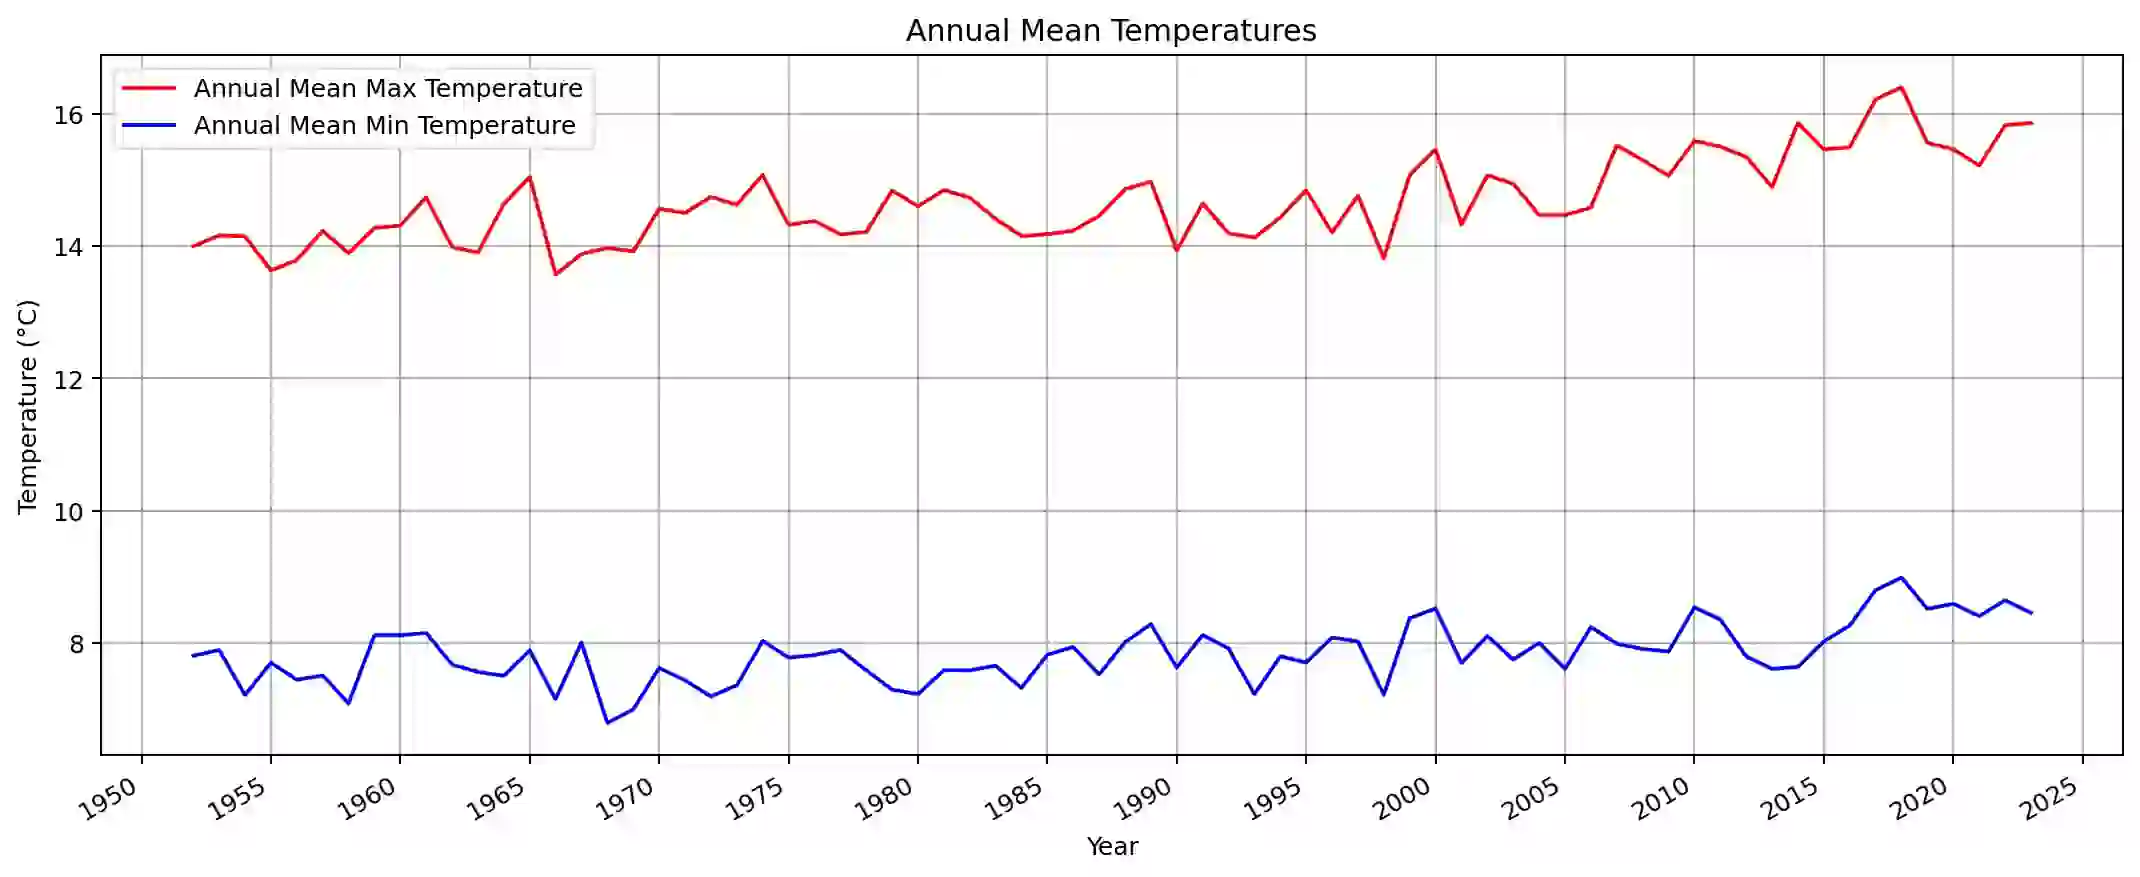 Annual Mean Temperatures
Annual Mean Max Temperature
Annual Mean Min Temperature
Temperature (°C)
16
14
12
10
8
1950 1955 1960 1965 1970 1975 1980 1985 1990 1995 2000 2005 2010 2015 2020 2025
Year